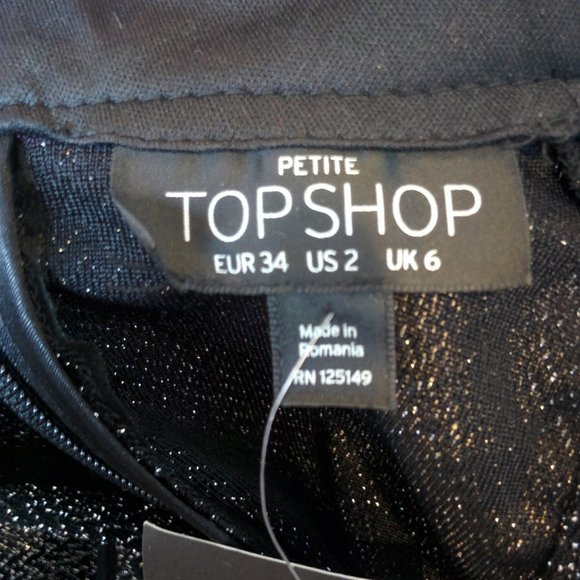 PETITE
TOPSHOP
EUR 34 US 2 UK 6
Made in
Romania
RN 125149